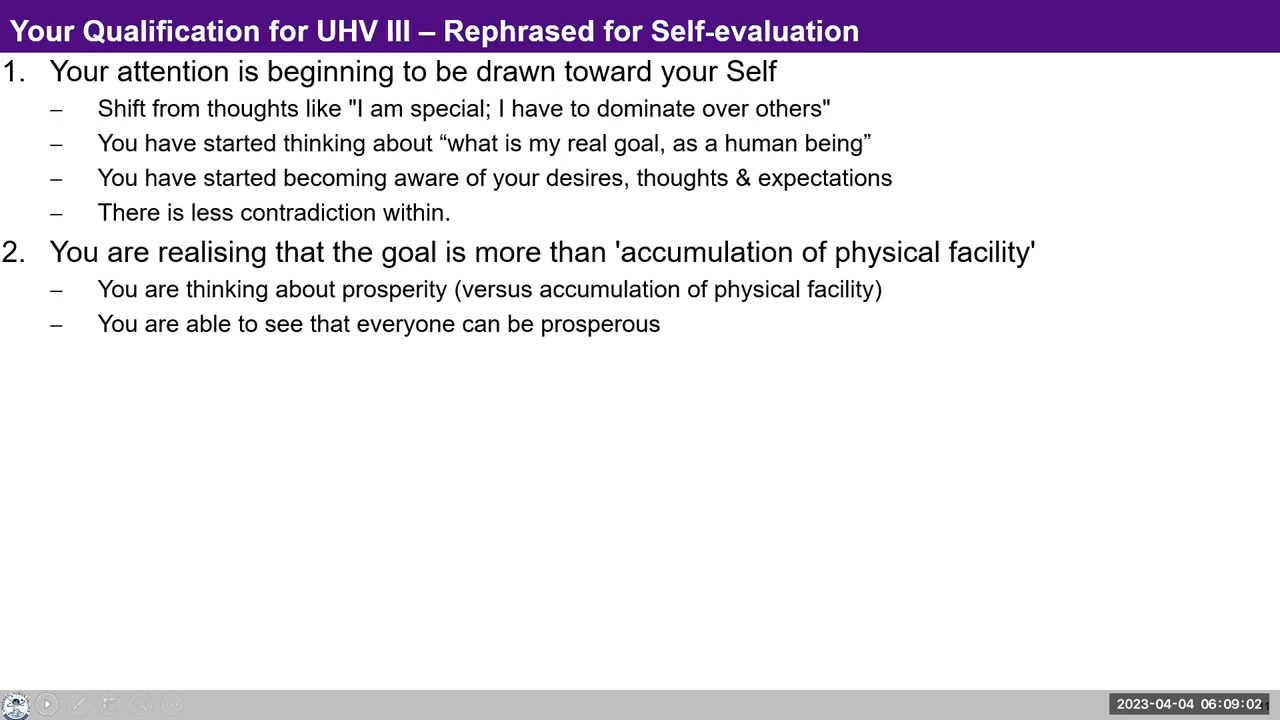 Your Qualification for UHV III – Rephrased for Self-evaluation
1. Your attention is beginning to be drawn toward your Self
– Shift from thoughts like "I am special; I have to dominate over others"
– You have started thinking about “what is my real goal, as a human being”
– You have started becoming aware of your desires, thoughts & expectations
– There is less contradiction within.
2. You are realising that the goal is more than 'accumulation of physical facility'
– You are thinking about prosperity (versus accumulation of physical facility)
– You are able to see that everyone can be prosperous
2023-04-04 06:09:02